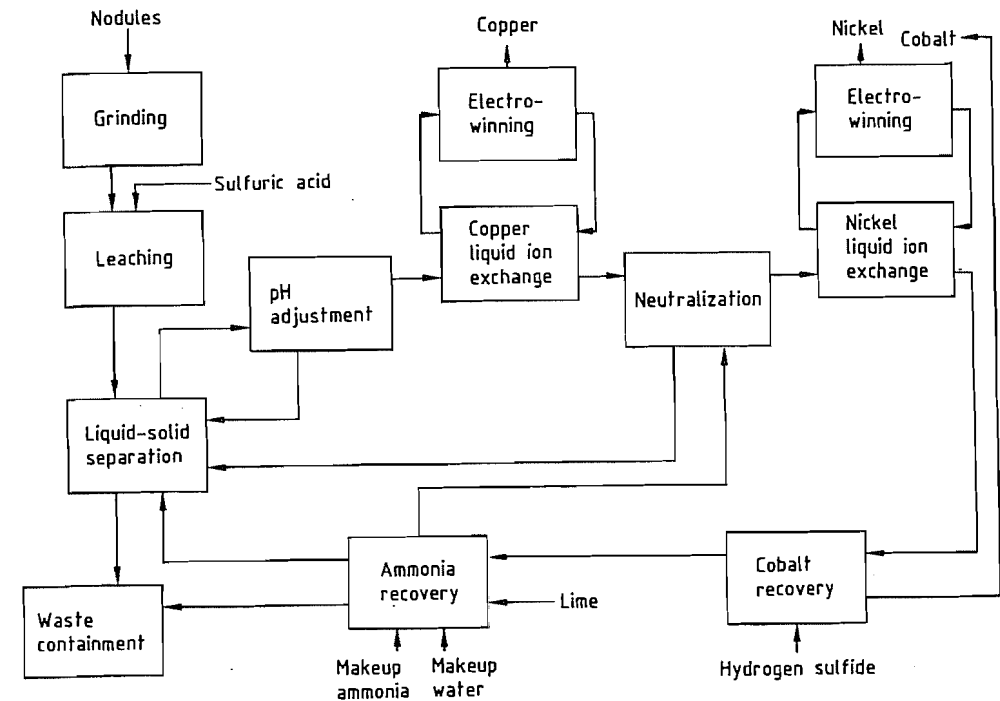 Nodules
Grinding
Sulfuric acid
Leaching
pH
adjustment
Liquid-solid
separation
Waste
containment
Copper
Electro-
winning
Copper
liquid ion
exchange
Neutralization
Nickel
Cobalt
Electro-
winning
Nickel
liquid ion
exchange
Ammonia
recovery
Lime
Makeup
ammonia
Makeup
water
Cobalt
recovery
Hydrogen sulfide